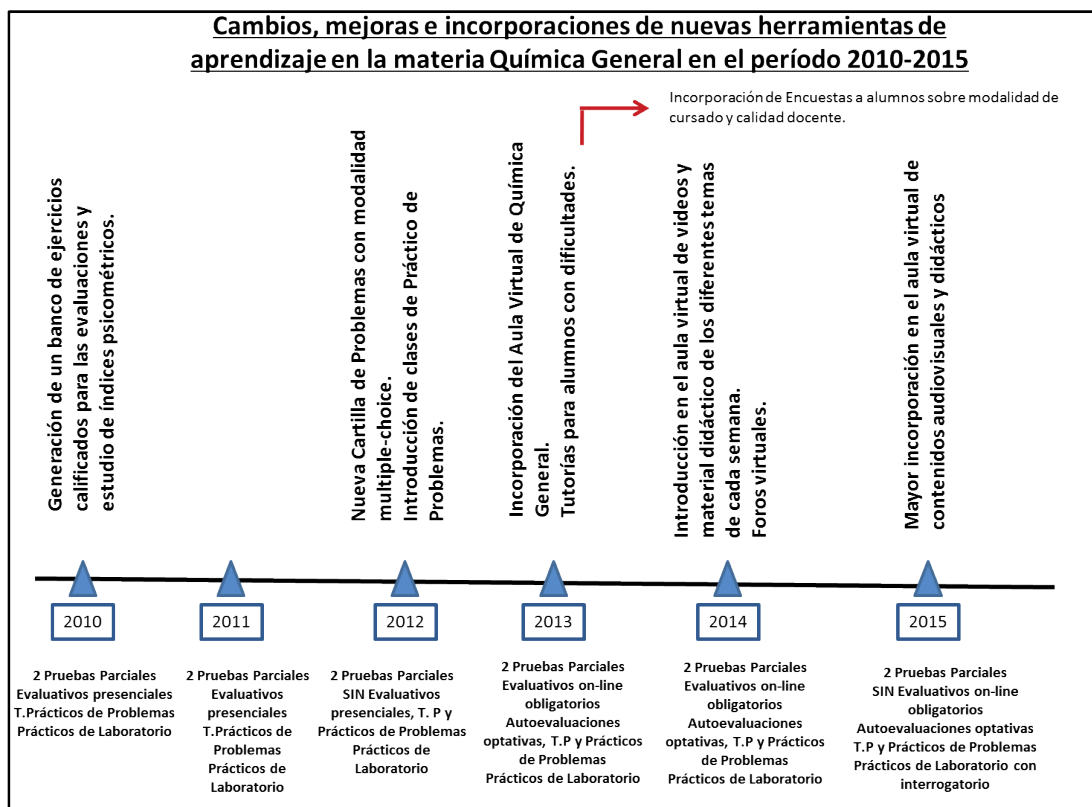 Cambios, mejoras e incorporaciones de nuevas herramientas de
aprendizaje en la materia Química General en el período 2010-2015
Incorporación de Encuestas a alumnos sobre modalidad de
cursado y calidad docente.
Generación de un banco de ejercicios
calificados para las evaluaciones y
estudio de índices psicométricos.
Nueva Cartilla de Problemas con modalidad
multiple-choice.
Introducción de clases de Práctico de
Problemas.
Incorporación del Aula Virtual de Química
General.
Tutorías para alumnos con dificultades.
Introducción en el aula virtual de videos y
material didáctico de los diferentes temas
de cada semana.
Foros virtuales.
Mayor incorporación en el aula virtual de
contenidos audiovisuales y didácticos
2010
2011
2012
2013
2014
2015
2 Pruebas Parciales
Evaluativos presenciales
T.Prácticos de Problemas
Prácticos de Laboratorio
2 Pruebas Parciales
Evaluativos
presenciales
T.Prácticos de
Problemas
Prácticos de
Laboratorio
2 Pruebas Parciales
SIN Evaluativos
presenciales, T. P y
Prácticos de Problemas
Prácticos de
Laboratorio
2 Pruebas Parciales
Evaluativos on-line
obligatorios
Autoevaluaciones
optativas, T.P y Prácticos
de Problemas
Prácticos de Laboratorio
2 Pruebas Parciales
Evaluativos on-line
obligatorios
Autoevaluaciones
optativas, T.P y Prácticos
de Problemas
Prácticos de Laboratorio
2 Pruebas Parciales
SIN Evaluativos on-line
obligatorios
Autoevaluaciones optativas
T.P y Prácticos de Problemas
Prácticos de Laboratorio con
interrogatorio